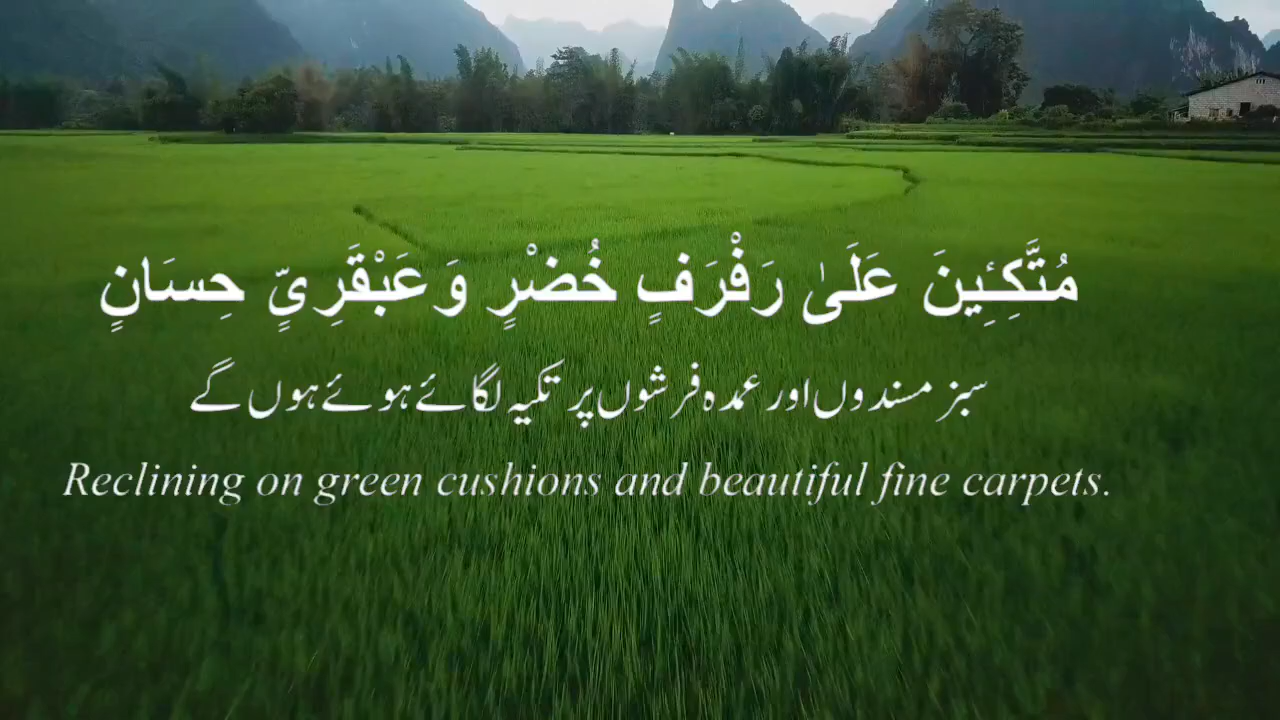 مُتَّكِـِٔينَ عَلَىٰ رَفْرَفٍ خُضْرٍ وَعَبْقَرِىٍّ حِسَانٍ
سبز مسندوں اور عمدہ فرشوں پر تکیہ لگائے ہوئے ہوں گے
Reclining on green cushions and beautiful fine carpets.